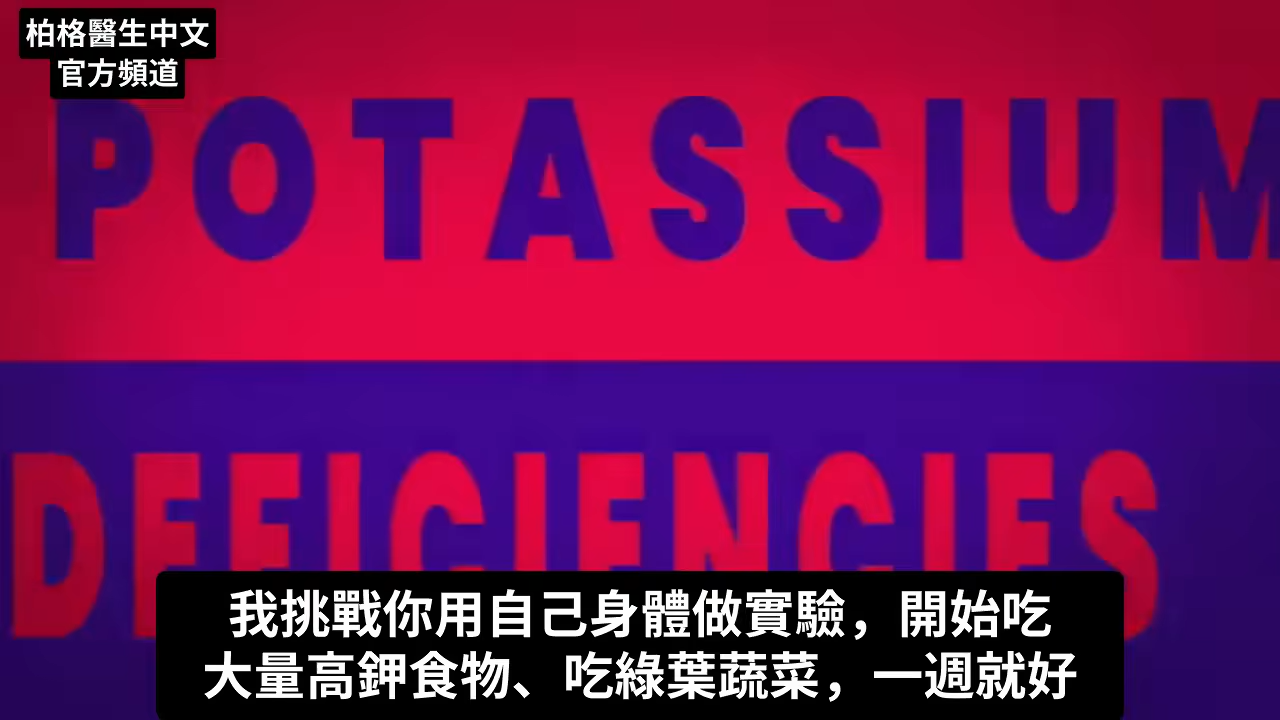 柏格醫生中文
官方頻道
POTASSIUM
DEFICIENCIES
我挑戰你用自己身體做實驗，開始吃
大量高鉀食物、吃綠葉蔬菜，一週就好